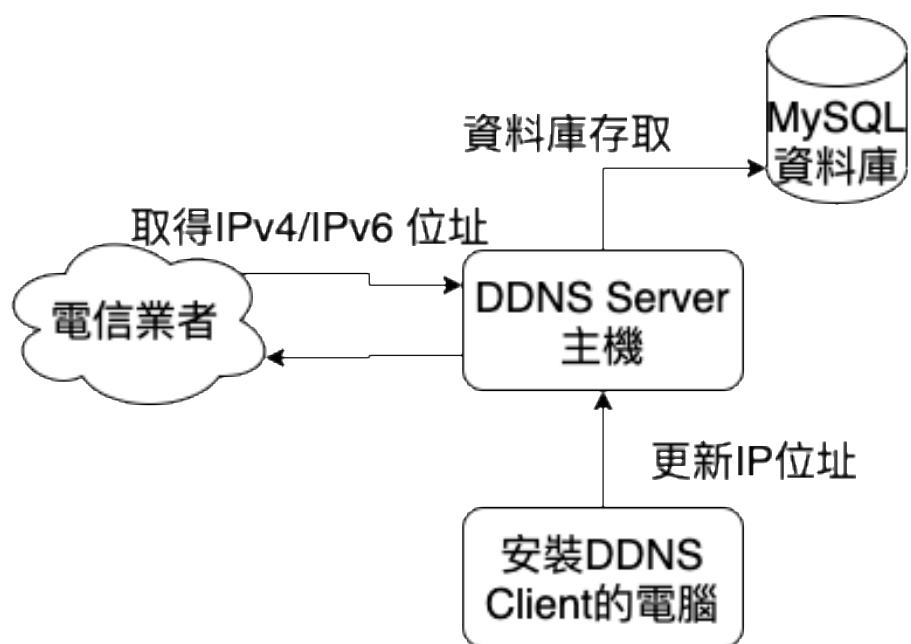 MySQL
資料庫
資料庫存取
取得IPv4/IPv6 位址
電信業者
DDNS Server
主機
更新IP位址
安裝DDNS
Client的電腦